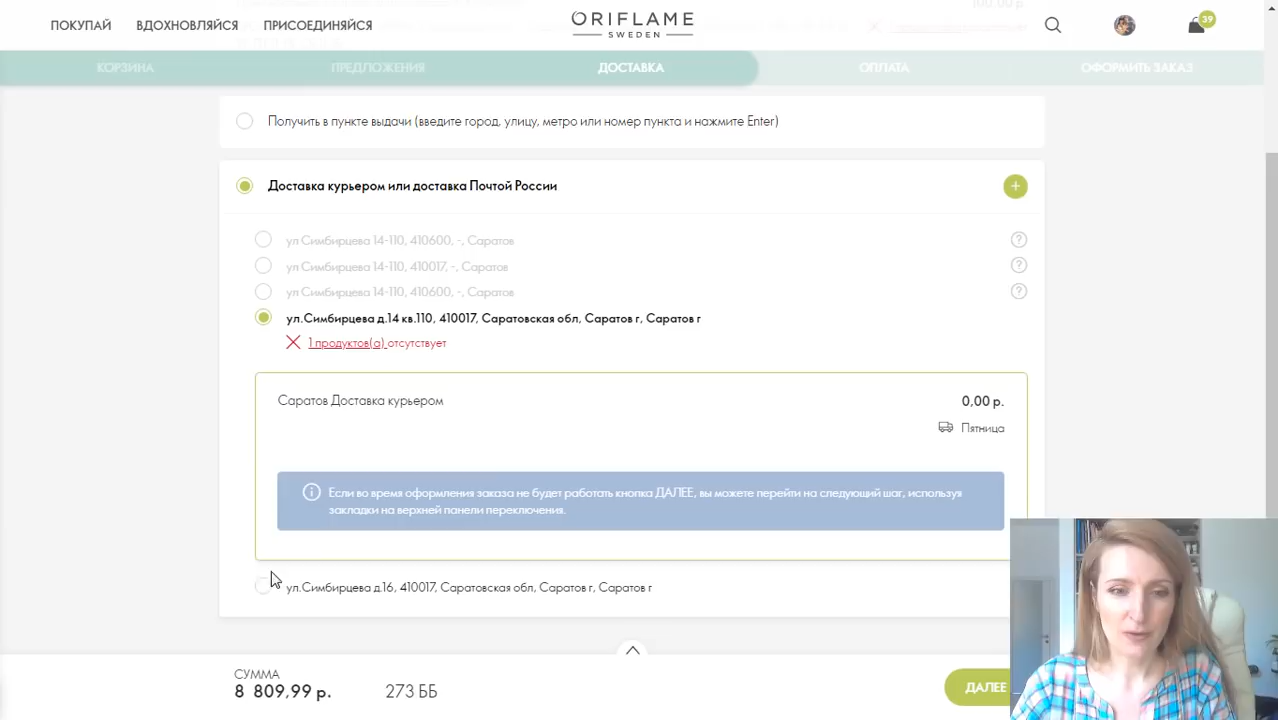 ПОКУПАЙ ВДОХНОВЛЯЙСЯ ПРИСОЕДИНЯЙСЯ
ORIFLAME
SWEDEN
39
КОРЗИНА ПРЕДЛОЖЕНИЯ ДОСТАВКА ОПЛАТА ОФОРМИТЬ ЗАКАЗ
Получить в пункте выдачи (введите город, улицу, метро или номер пункта и нажмите Enter)
Доставка курьером или доставка Почтой России
ул Симбирцева 14-110, 410600, -, Саратов
ул Симбирцева 14-110, 410017, -, Саратов
ул Симбирцева 14-110, 410600, -, Саратов
ул.Симбирцева д.14 кв.110, 410017, Саратовская обл, Саратов г, Саратов г
1 продуктов(а) отсутствует
Саратов Доставка курьером 0,00 р.
Пятница
Если во время оформления заказа не будет работать кнопка ДАЛЕЕ, вы можете перейти на следующий шаг, используя
закладки на верхней панели переключения.
ул.Симбирцева д.16, 410017, Саратовская обл, Саратов г, Саратов г
СУММА
8 809,99 р. 273 ББ
ДАЛЕЕ